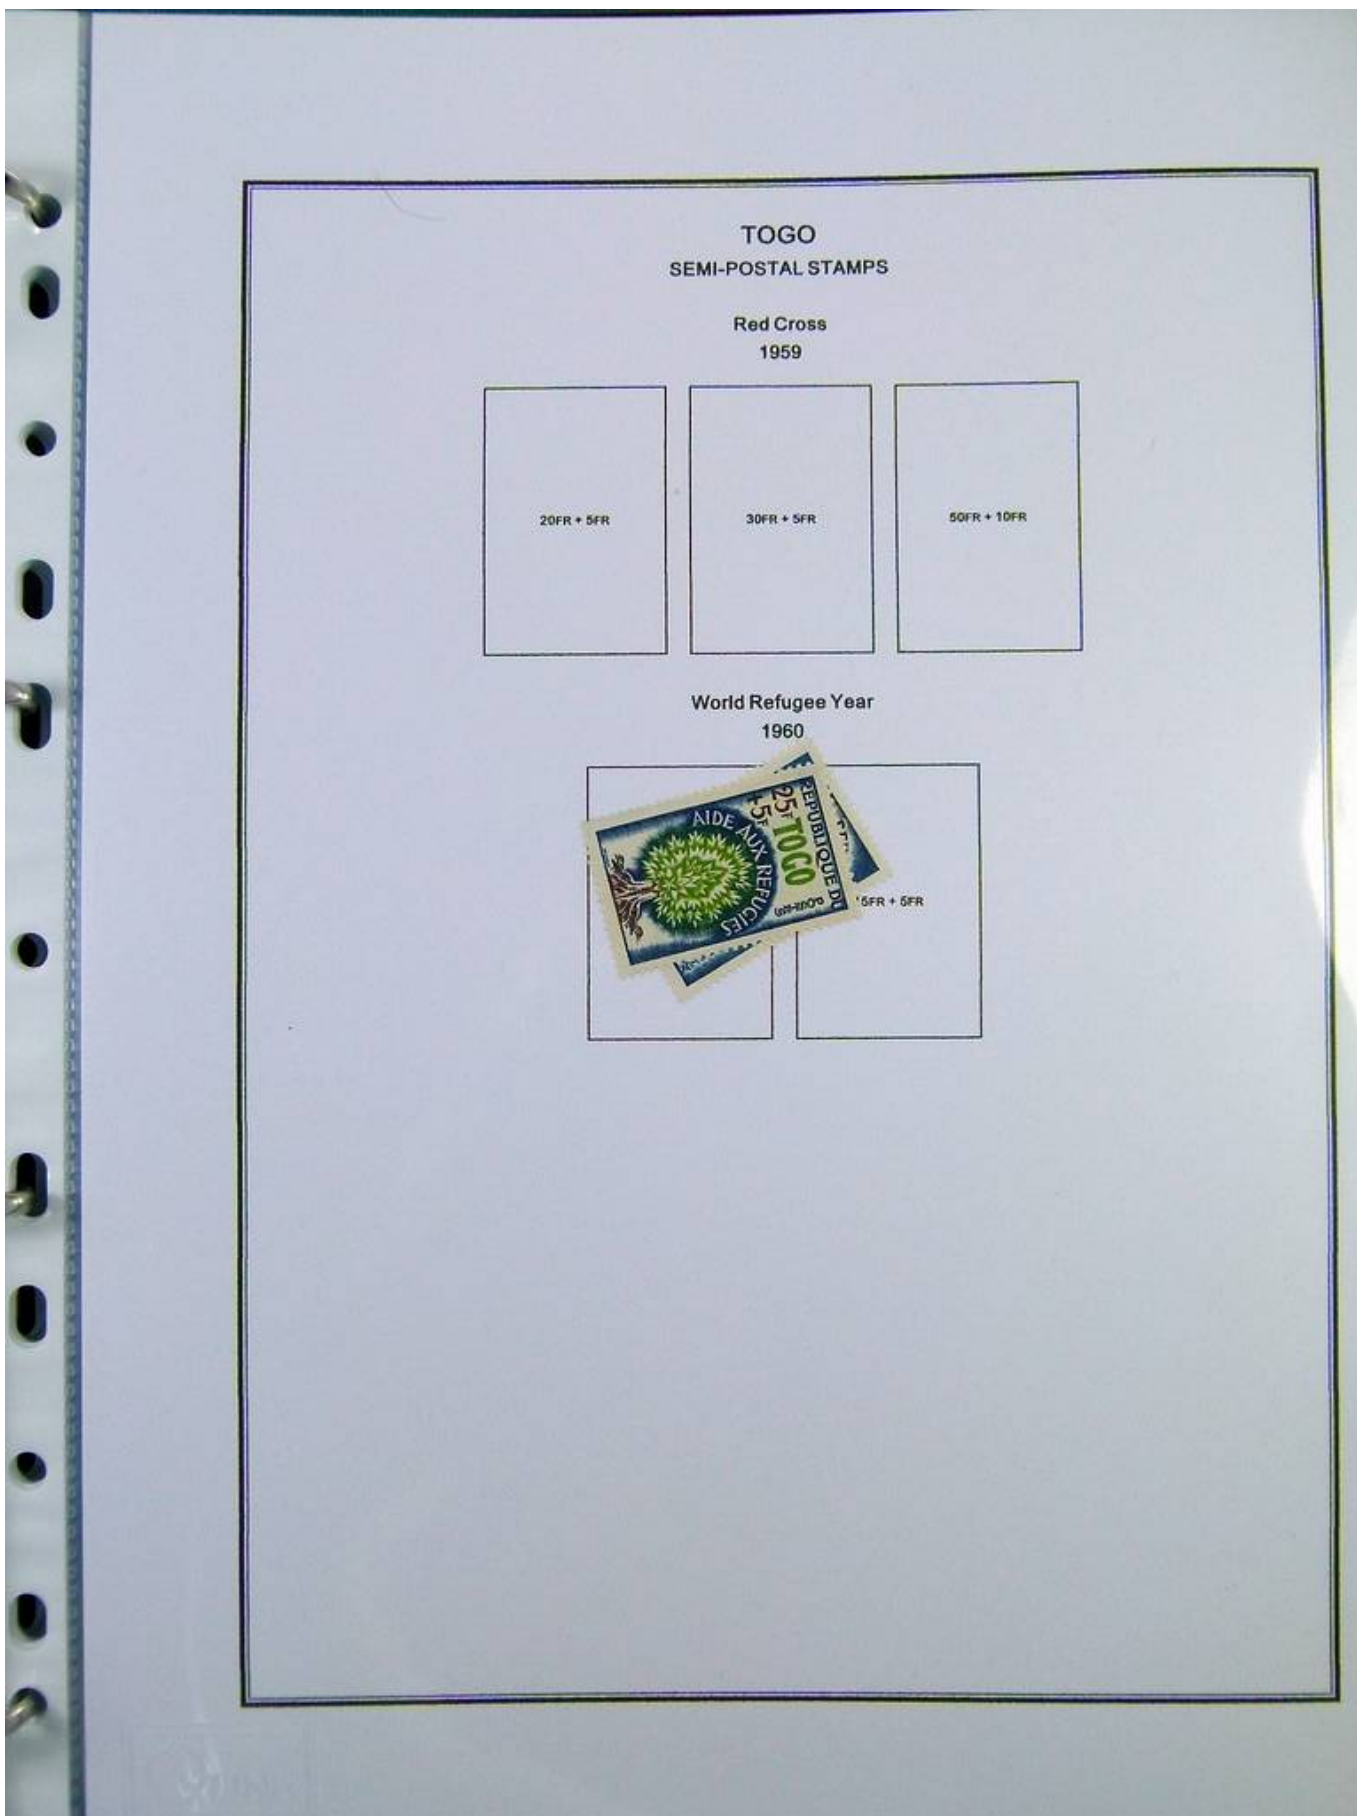 TOGO
SEMI-POSTAL STAMPS
Red Cross
1959
20FR + 5FR
30FR + 5FR
50FR + 10FR
World Refugee Year
1960
REPUBLIQUE DU
TOGO
25F
+5F
AIDE AUX REFUGIES
5FR + 5FR